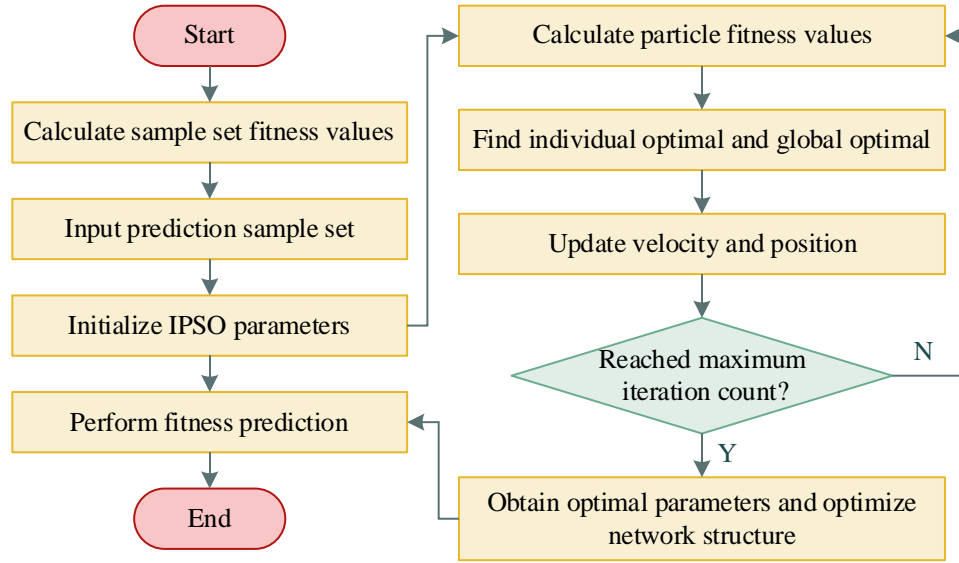 Start
Calculate sample set fitness values
Input prediction sample set
Initialize IPSO parameters
Perform fitness prediction
End
Calculate particle fitness values
Find individual optimal and global optimal
Update velocity and position
Reached maximum
iteration count?
N
Y
Obtain optimal parameters and optimize
network structure